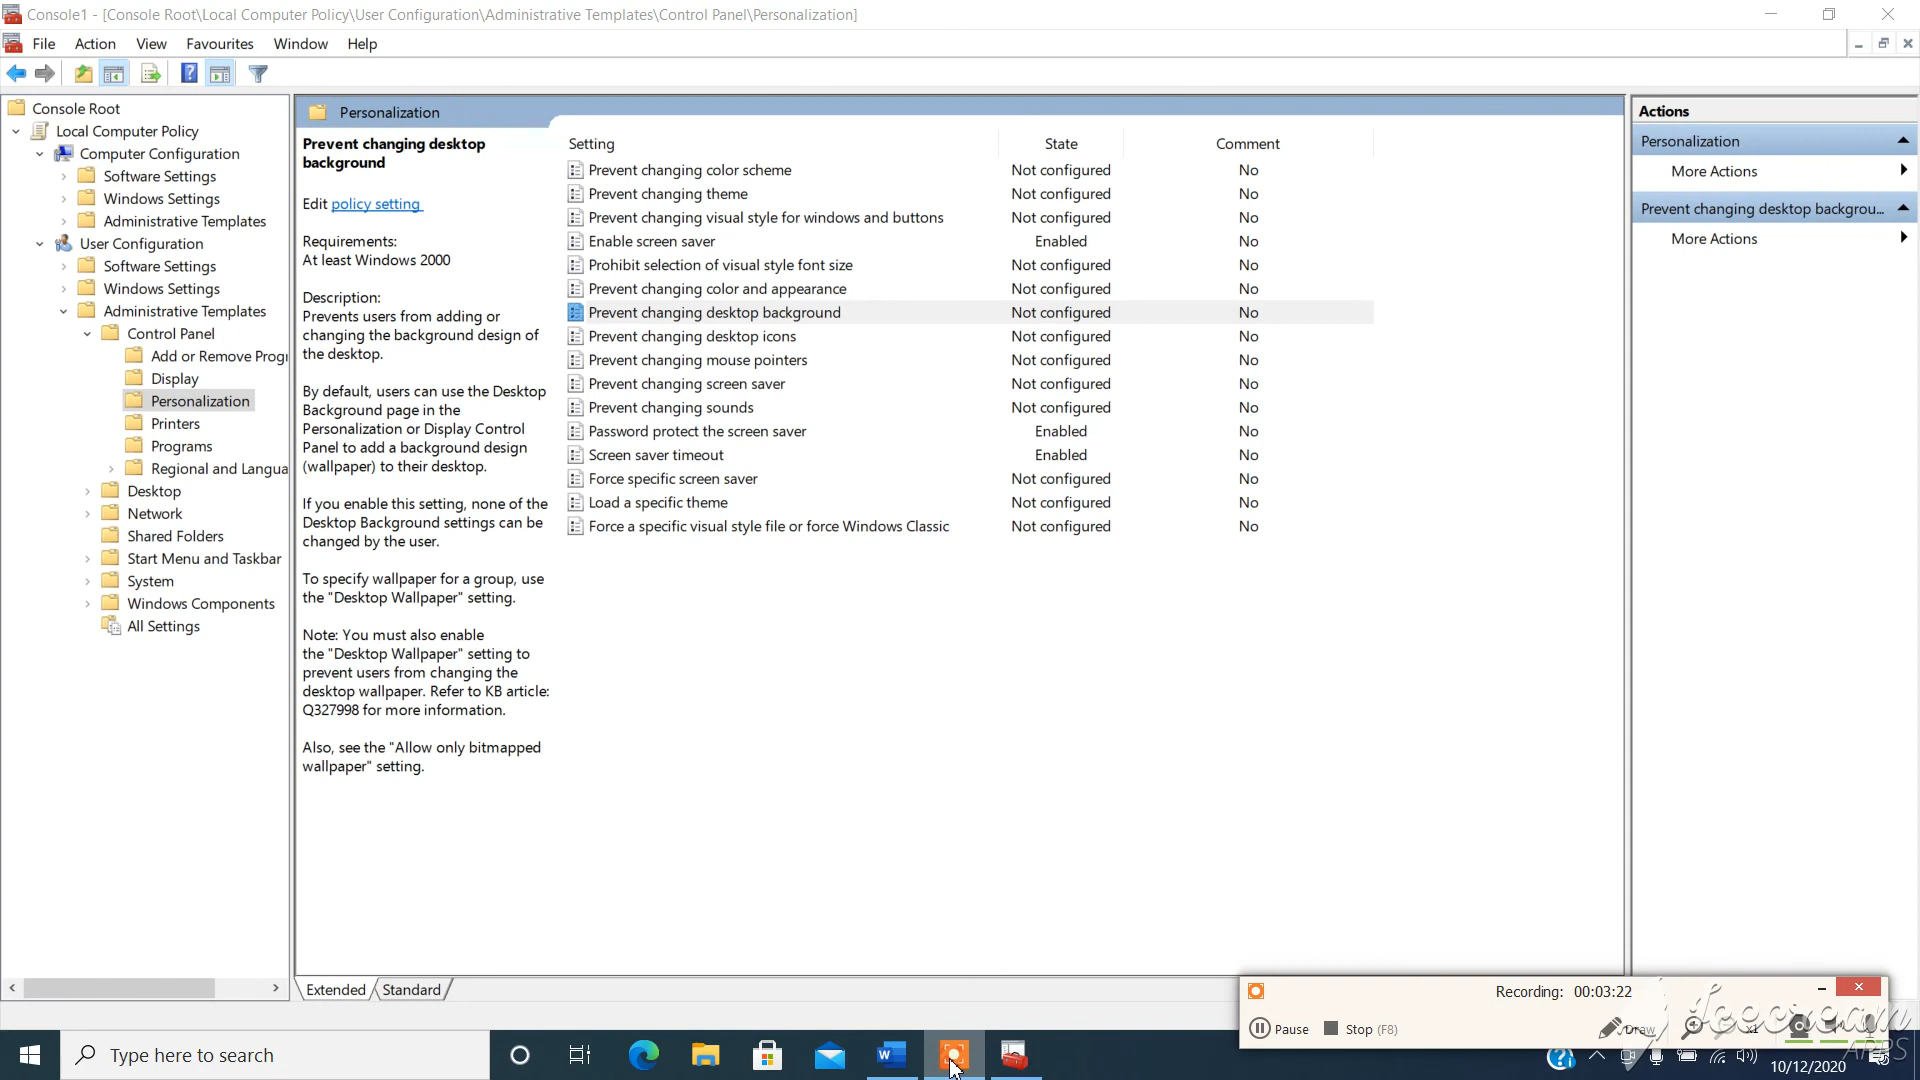 Console1 - [Console Root\Local Computer Policy\User Configuration\Administrative Templates\Control Panel\Personalization]
File Action View Favourites Window Help
Console Root
Local Computer Policy
Computer Configuration
Software Settings
Windows Settings
Administrative Templates
User Configuration
Software Settings
Windows Settings
Administrative Templates
Control Panel
Add or Remove Progr
Display
Personalization
Printers
Programs
Regional and Langua
Desktop
Network
Shared Folders
Start Menu and Taskbar
System
Windows Components
All Settings
Personalization
Prevent changing desktop
background
Edit policy setting
Requirements:
At least Windows 2000
Description:
Prevents users from adding or
changing the background design of
the desktop.
By default, users can use the Desktop
Background page in the
Personalization or Display Control
Panel to add a background design
(wallpaper) to their desktop.
If you enable this setting, none of the
Desktop Background settings can be
changed by the user.
To specify wallpaper for a group, use
the "Desktop Wallpaper" setting.
Note: You must also enable
the "Desktop Wallpaper" setting to
prevent users from changing the
desktop wallpaper. Refer to KB article:
Q327998 for more information.
Also, see the "Allow only bitmapped
wallpaper" setting.
Setting State Comment
Prevent changing color scheme Not configured No
Prevent changing theme Not configured No
Prevent changing visual style for windows and buttons Not configured No
Enable screen saver Enabled No
Prohibit selection of visual style font size Not configured No
Prevent changing color and appearance Not configured No
Prevent changing desktop background Not configured No
Prevent changing desktop icons Not configured No
Prevent changing mouse pointers Not configured No
Prevent changing screen saver Not configured No
Prevent changing sounds Not configured No
Password protect the screen saver Enabled No
Screen saver timeout Enabled No
Force specific screen saver Not configured No
Load a specific theme Not configured No
Force a specific visual style file or force Windows Classic Not configured No
Extended Standard
Actions
Personalization
More Actions
Prevent changing desktop backgrou...
More Actions
Recording: 00:03:22
Pause Stop (F8) Draw x1
Icecream
APPS
Type here to search
10/12/2020